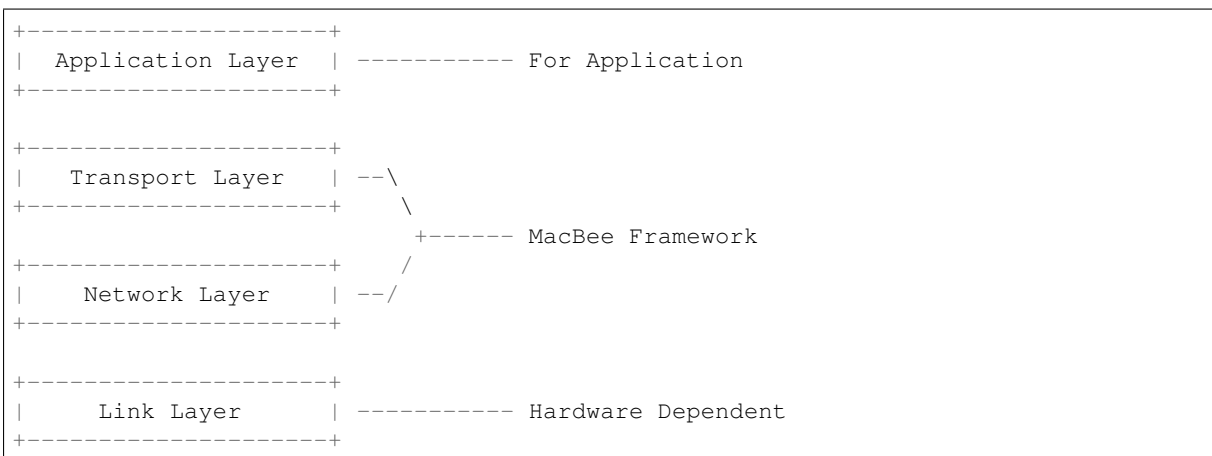 +---------------------+
|  Application Layer  | ----------- For Application
+---------------------+
+---------------------+
|   Transport Layer   | --\
+---------------------+    \
                            +------ MacBee Framework
+---------------------+    /
|    Network Layer    | --/
+---------------------+
+---------------------+
|     Link Layer      | ----------- Hardware Dependent
+---------------------+